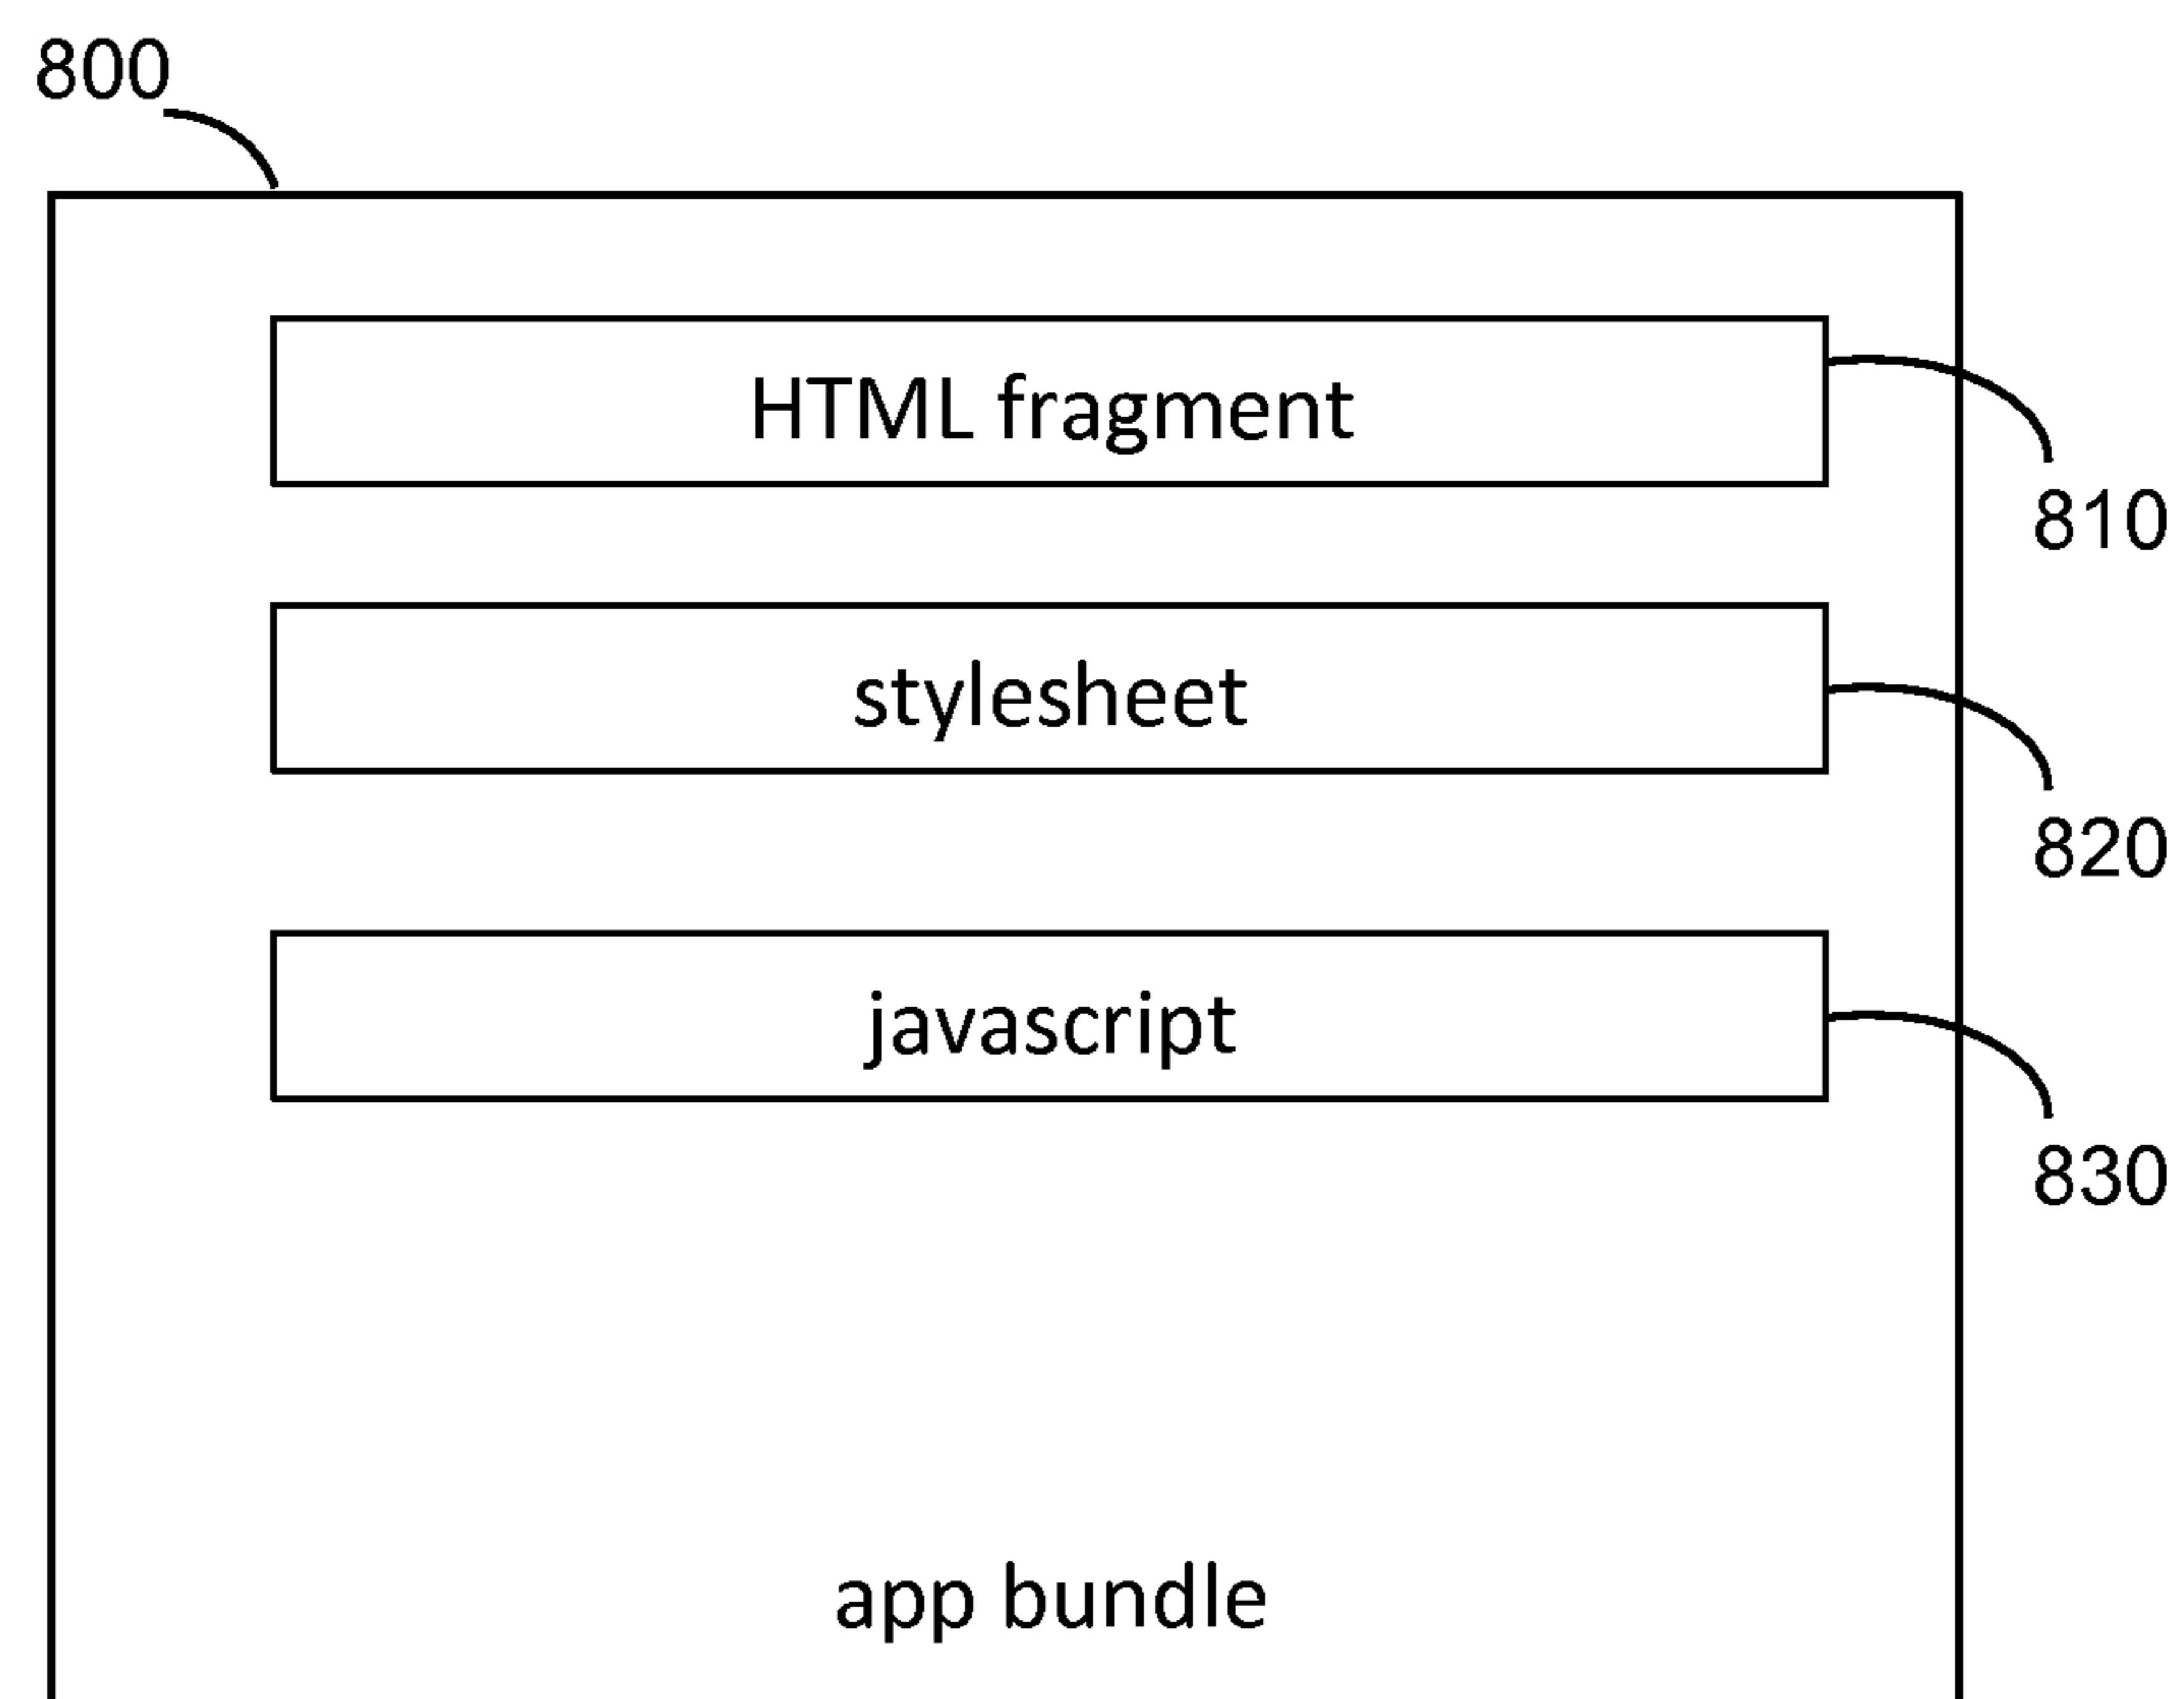 800
HTML fragment
810
stylesheet
820
javascript
830
app bundle